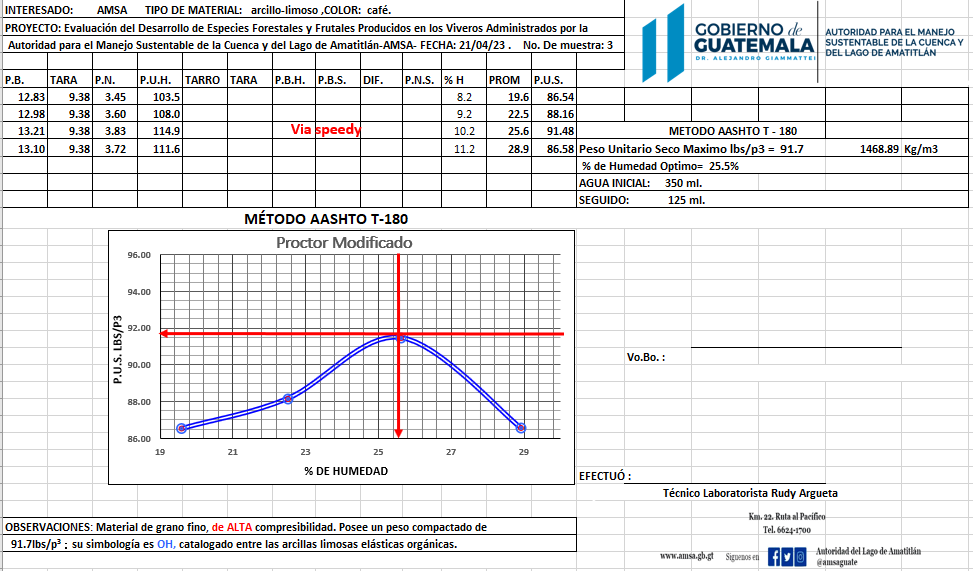 INTERESADO: AMSA TIPO DE MATERIAL: arcillo-limoso ,COLOR: café.
PROYECTO: Evaluación del Desarrollo de Especies Forestales y Frutales Producidos en los Viveros Administrados por la
Autoridad para el Manejo Sustentable de la Cuenca y del Lago de Amatitlán-AMSA- FECHA: 21/04/23 . No. De muestra: 3
GOBIERNO de
GUATEMALA
DR. ALEJANDRO GIAMMATTEI
AUTORIDAD PARA EL MANEJO
SUSTENTABLE DE LA CUENCA Y
DEL LAGO DE AMATITLÁN
P.B. TARA P.N. P.U.H. TARRO TARA P.B.H. P.B.S. DIF. P.N.S. % H PROM P.U.S.
12.83 9.38 3.45 103.5 8.2 19.6 86.54
12.98 9.38 3.60 108.0 9.2 22.5 88.16
13.21 9.38 3.83 114.9 Via speedy 10.2 25.6 91.48 METODO AASHTO T - 180
13.10 9.38 3.72 111.6 11.2 28.9 86.58 Peso Unitario Seco Maximo lbs/p3 = 91.7 1468.89 Kg/m3
% de Humedad Optimo= 25.5%
AGUA INICIAL: 350 ml.
SEGUIDO: 125 ml.
MÉTODO AASHTO T-180
Proctor Modificado
96.00
94.00
92.00
90.00
88.00
86.00
P.U.S. LBS/P3
19 21 23 25 27 29
% DE HUMEDAD
Vo.Bo. :
EFECTUÓ :
Técnico Laboratorista Rudy Argueta
OBSERVACIONES: Material de grano fino, de ALTA compresibilidad. Posee un peso compactado de
91.7lbs/p³ ; su simbología es OH, catalogado entre las arcillas limosas elásticas orgánicas.
Km. 22. Ruta al Pacífico
Tel. 6624-1700
www.amsa.gb.gt Síguenos en Autoridad del Lago de Amatitlán
@amsaguate